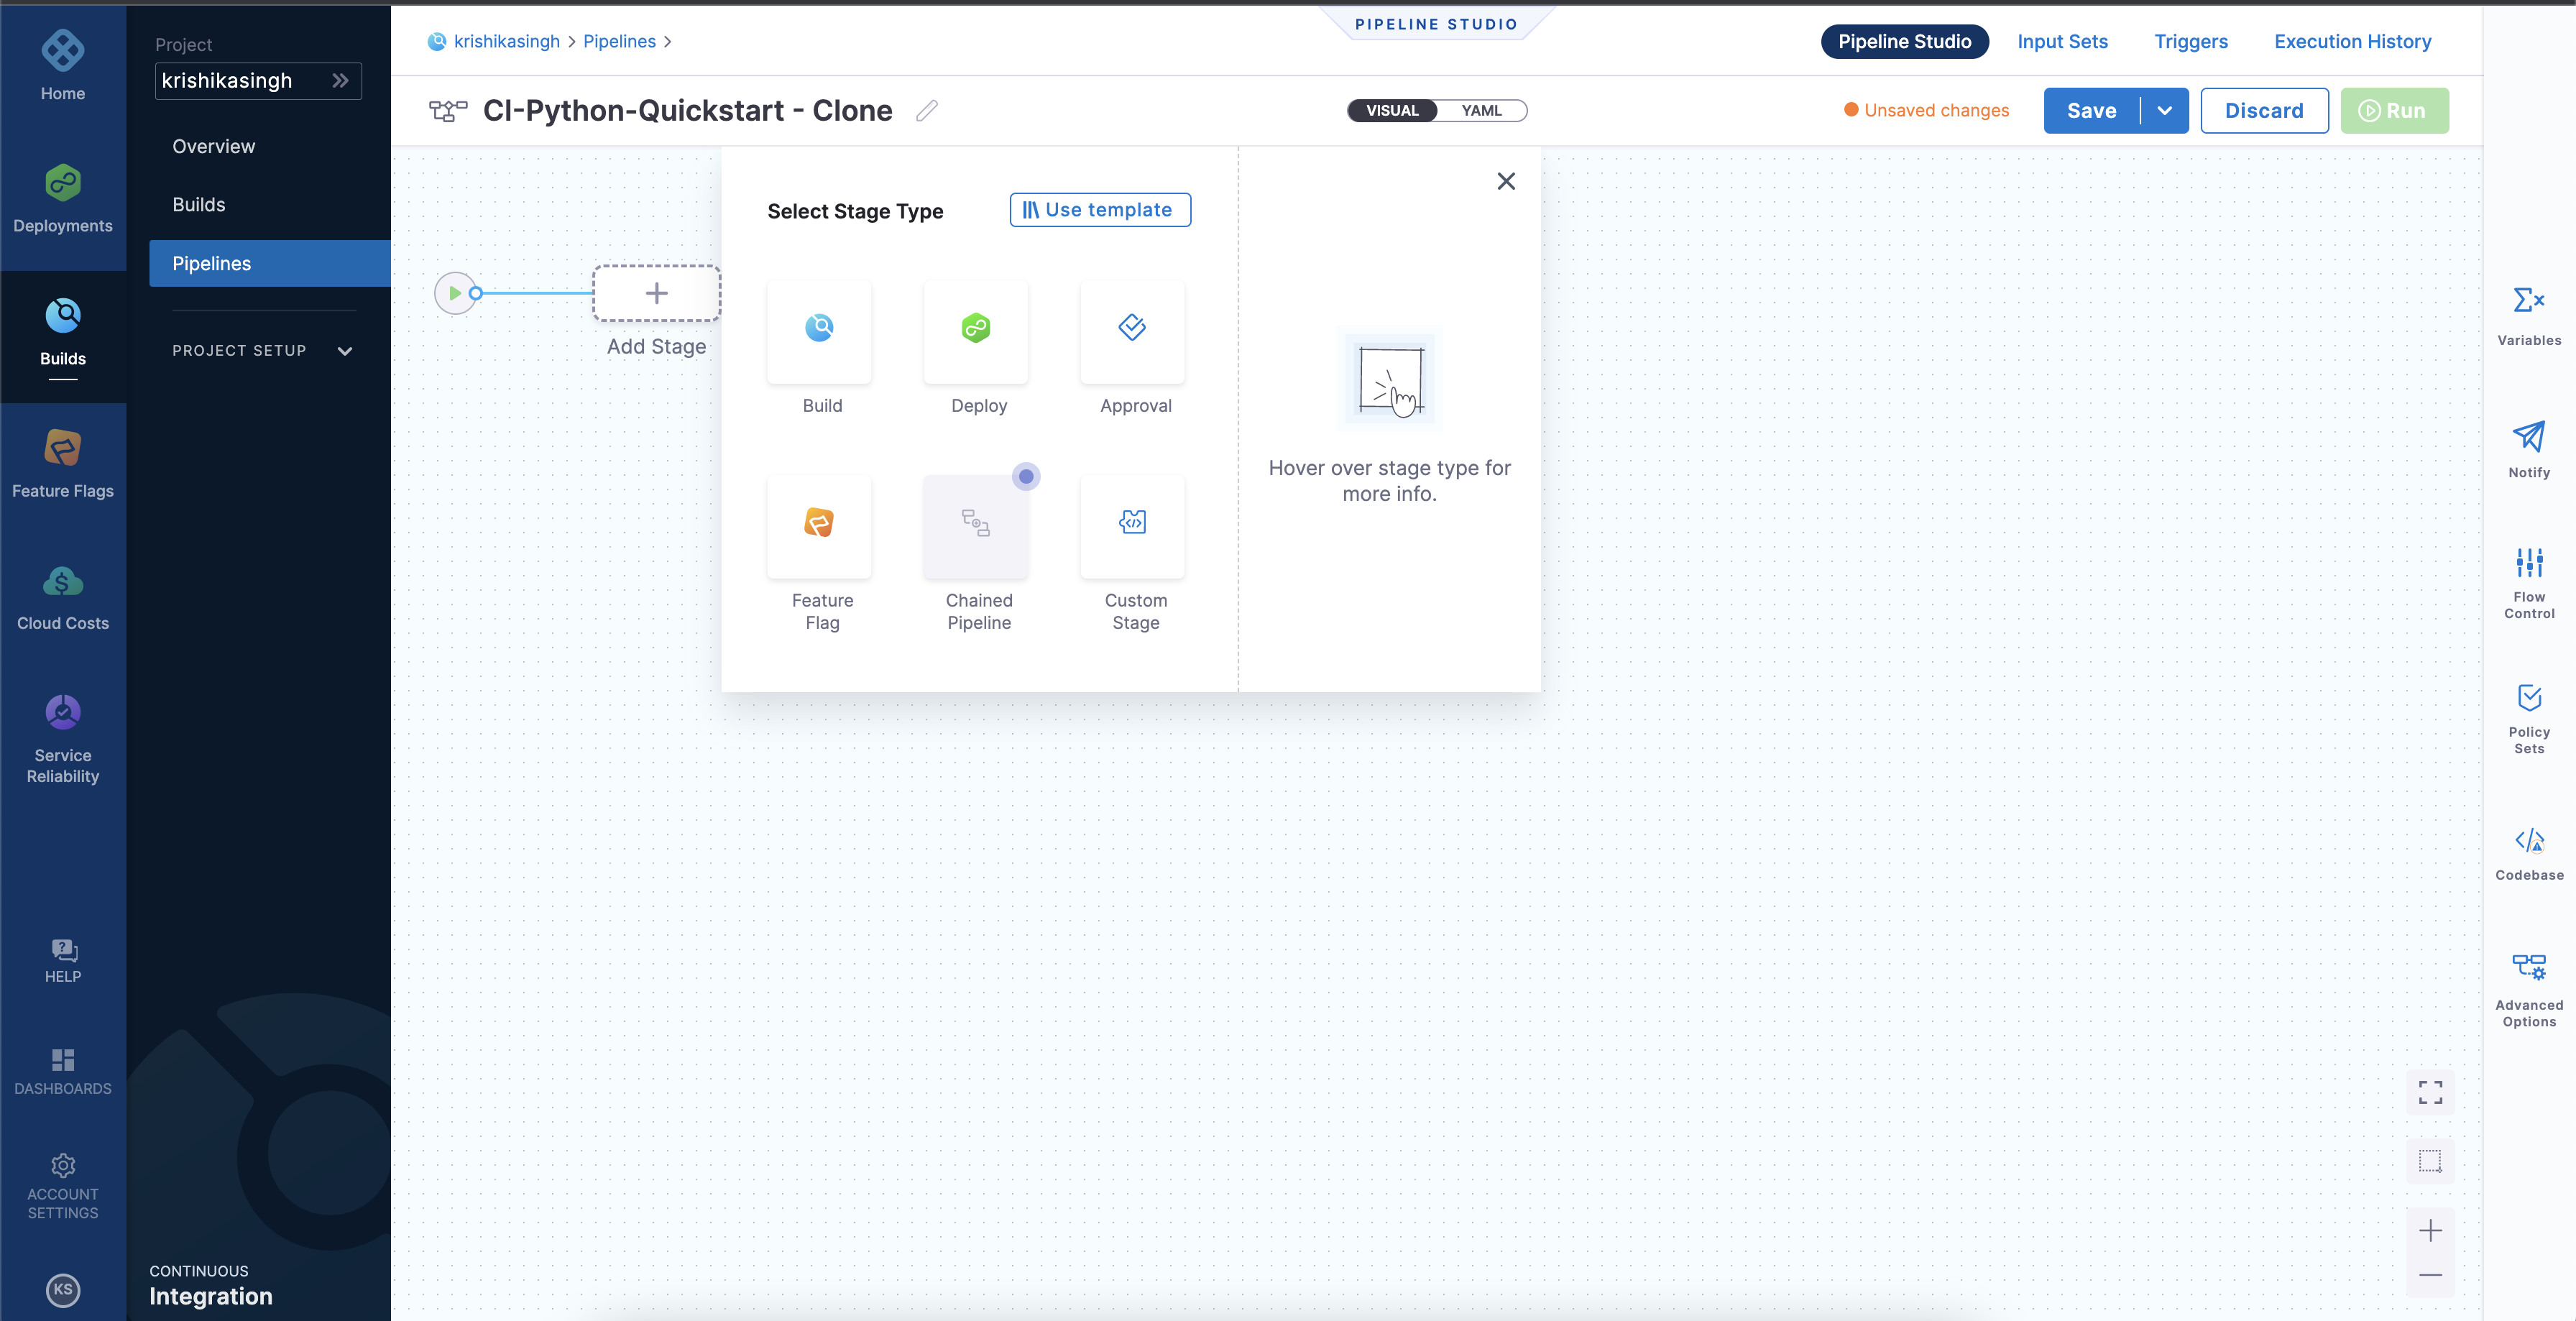 Home
Deployments
Builds
Feature Flags
Cloud Costs
Service
Reliability
HELP
DASHBOARDS
ACCOUNT
SETTINGS
KS
Project
krishikasingh
Overview
Builds
Pipelines
PROJECT SETUP
CONTINUOUS
Integration
krishikasingh > Pipelines >
PIPELINE STUDIO
Pipeline Studio
Input Sets
Triggers
Execution History
CI-Python-Quickstart - Clone
VISUAL
YAML
Unsaved changes
Save
Discard
Run
Add Stage
Select Stage Type
Use template
Build
Deploy
Approval
Feature
Flag
Chained
Pipeline
Custom
Stage
Hover over stage type for
more info.
Variables
Notify
Flow
Control
Policy
Sets
Codebase
Advanced
Options